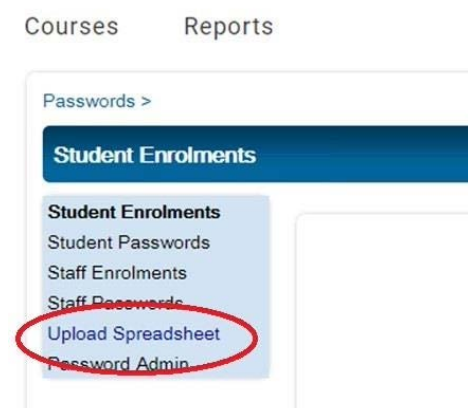 Courses Reports
Passwords >
Student Enrolments
Student Enrolments
Student Passwords
Staff Enrolments
Staff Passwords
Upload Spreadsheet
Password Admin